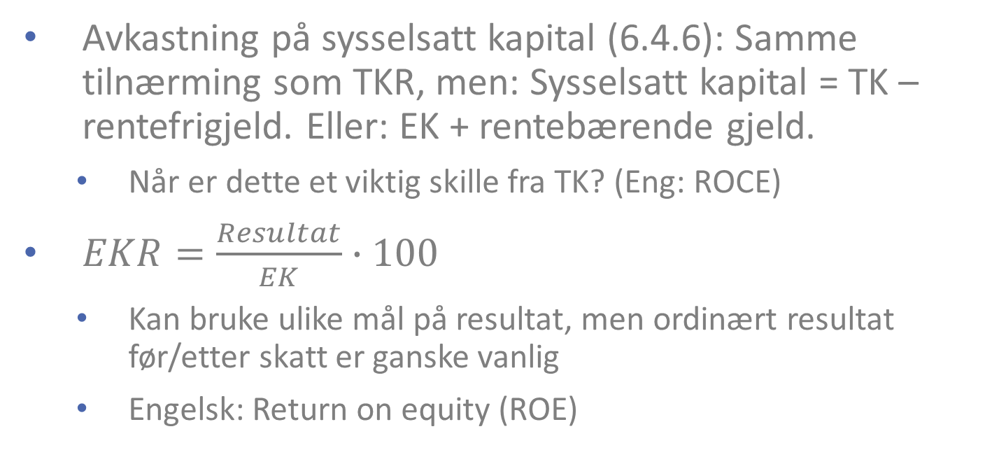 • Avkastning på sysselsatt kapital (6.4.6): Samme
tilnærming som TKR, men: Sysselsatt kapital = TK –
rentefrigjeld. Eller: EK + rentebærende gjeld.
• Når er dette et viktig skille fra TK? (Eng: ROCE)
• EKR = Resultat/EK · 100
• Kan bruke ulike mål på resultat, men ordinært resultat
før/etter skatt er ganske vanlig
• Engelsk: Return on equity (ROE)